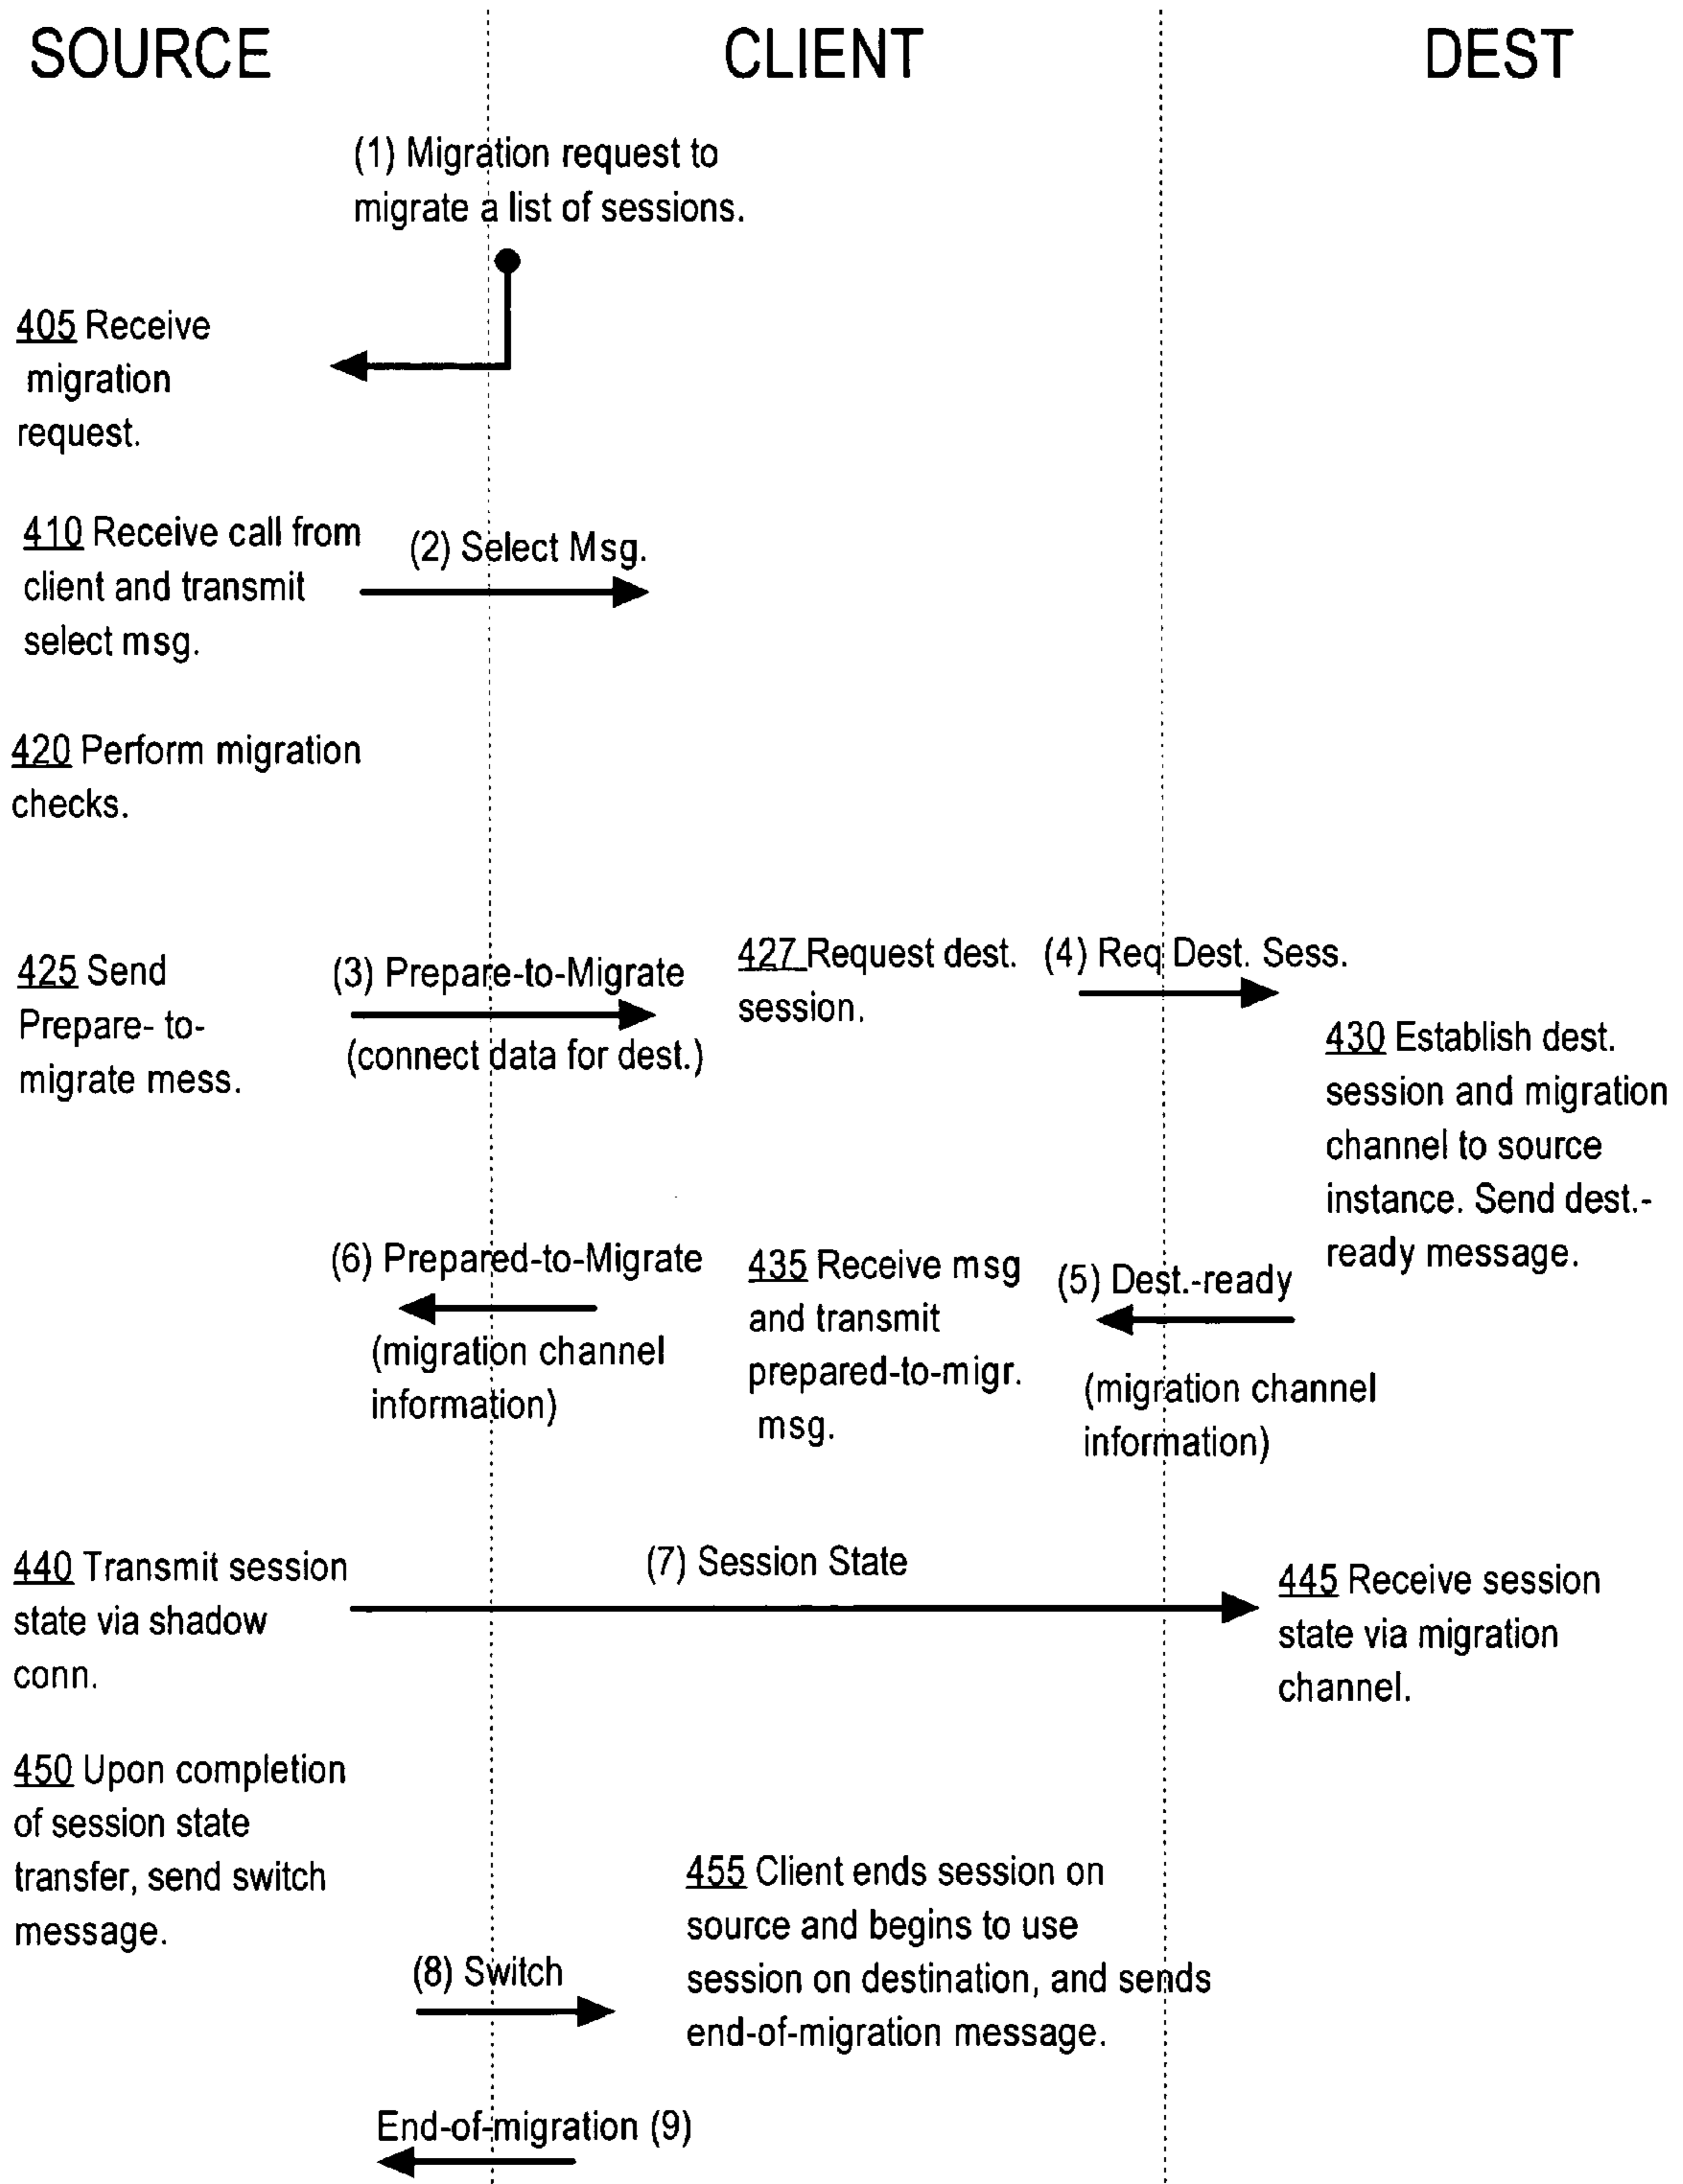 SOURCE
CLIENT
DEST
(1) Migration request to
migrate a list of sessions.
405 Receive
migration
request.
410 Receive call from
client and transmit
select msg.
(2) Select Msg.
420 Perform migration
checks.
425 Send
Prepare- to-
migrate mess.
(3) Prepare-to-Migrate
(connect data for dest.)
427 Request dest.
session.
(4) Req Dest. Sess.
430 Establish dest.
session and migration
channel to source
instance. Send dest.-
ready message.
(6) Prepared-to-Migrate
(migration channel
information)
435 Receive msg
and transmit
prepared-to-migr.
msg.
(5) Dest.-ready
(migration channel
information)
440 Transmit session
state via shadow
conn.
(7) Session State
445 Receive session
state via migration
channel.
450 Upon completion
of session state
transfer, send switch
message.
(8) Switch
455 Client ends session on
source and begins to use
session on destination, and sends
end-of-migration message.
End-of-migration (9)